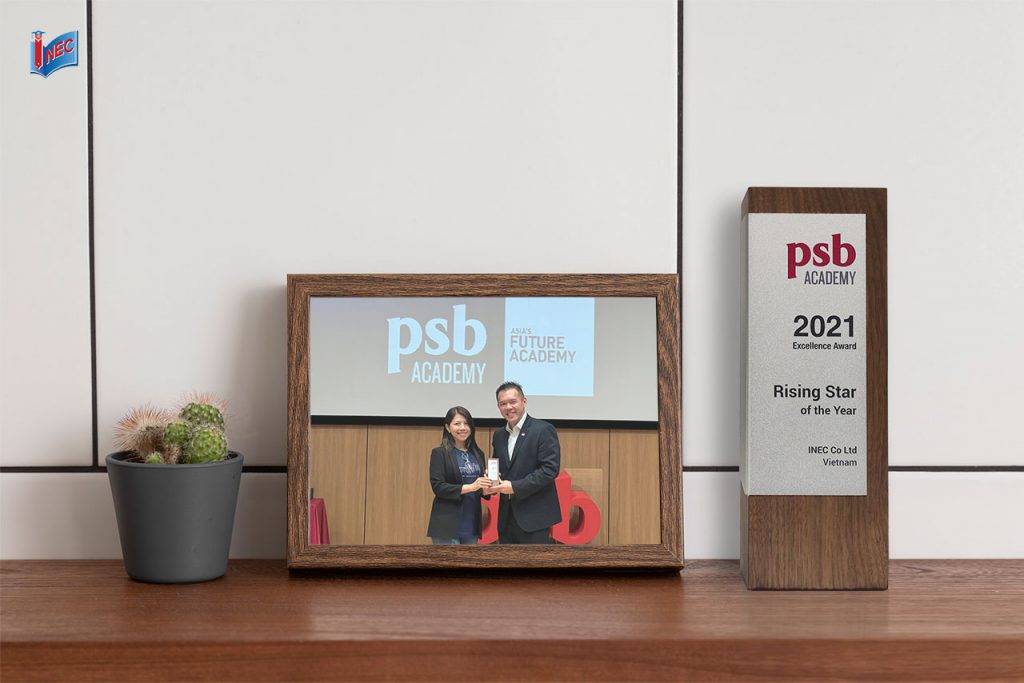 INEC
psb
ACADEMY
ASIA'S
FUTURE
ACADEMY
psb
ACADEMY
2021
Excellence Award
Rising Star
of the Year
INEC Co Ltd
Vietnam